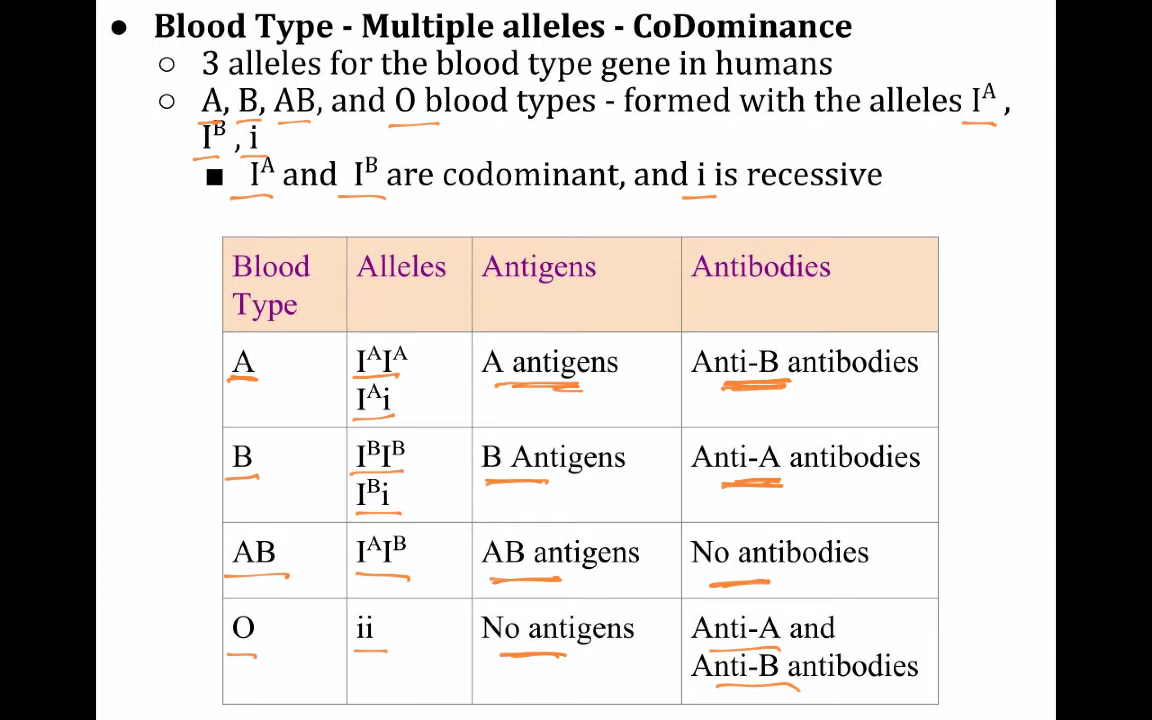 ● Blood Type - Multiple alleles - CoDominance
○ 3 alleles for the blood type gene in humans
○ A, B, AB, and O blood types - formed with the alleles Iᴬ ,
Iᴮ , i
■ Iᴬ and Iᴮ are codominant, and i is recessive
Blood Type Alleles Antigens Antibodies
A IᴬIᴬ A antigens Anti-B antibodies
Iᴬi
B IᴮIᴮ B Antigens Anti-A antibodies
Iᴮi
AB IᴬIᴮ AB antigens No antibodies
O ii No antigens Anti-A and
Anti-B antibodies